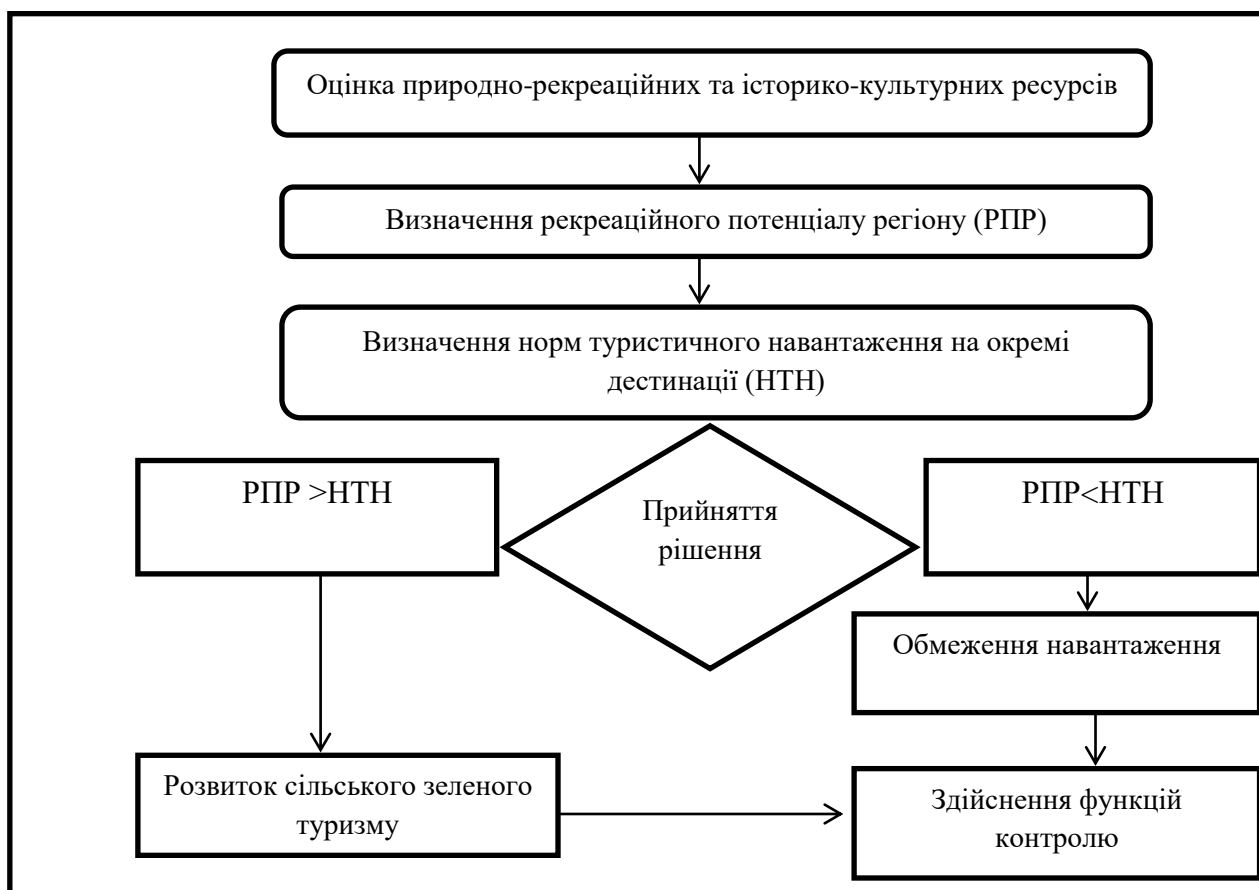 Оцінка природно-рекреаційних та історико-культурних ресурсів
Визначення рекреаційного потенціалу регіону (РПР)
Визначення норм туристичного навантаження на окремі
дестинації (НТН)
РПР >НТН
Прийняття
рішення
РПР<НТН
Обмеження навантаження
Розвиток сільського зеленого
туризму
Здійснення функцій
контролю